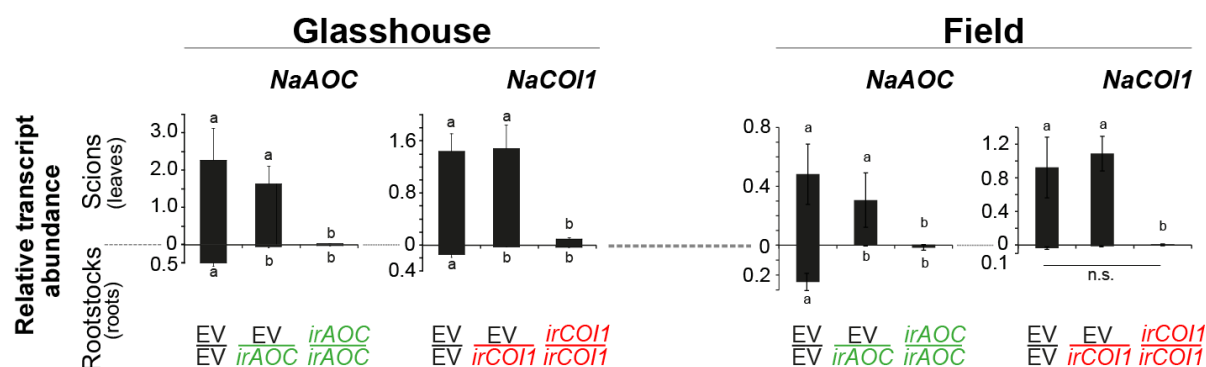 Glasshouse
Field
NaAOC
NaCOI1
NaAOC
NaCOI1
Relative transcript
abundance
Scions
(leaves)
Rootstocks
(roots)
3.0
2.0
1.0
0
0.5
a
a
b
a
b
b
1.6
1.2
0.8
0
0.4
a
a
b
a
b
b
0.8
0.4
0
0.2
a
a
b
a
b
b
1.2
0.8
0.4
0
0.1
a
a
b
n.s.
EV EV irAOC
EV irAOC irAOC
EV EV irCOI1
EV irCOI1 irCOI1
EV EV irAOC
EV irAOC irAOC
EV EV irCOI1
EV irCOI1 irCOI1